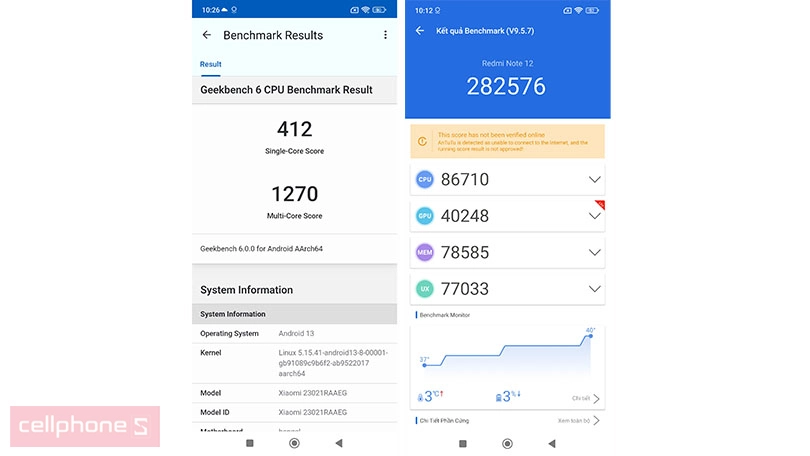 10:26
Benchmark Results
Result
Geekbench 6 CPU Benchmark Result
412
Single-Core Score
1270
Multi-Core Score
Geekbench 6.0.0 for Android AArch64
System Information
System Information
Operating System Android 13
Kernel Linux 5.15.41-android13-8-00001-
gb91089c9b6f2-ab9522017
aarch64
Model Xiaomi 23021RAAEG
Model ID Xiaomi 23021RAAEG
10:12
Kết quả Benchmark (V9.5.7)
Redmi Note 12
282576
This score has not been verified online
AnTuTu is detected as unable to connect to the internet, and the
running score result is not approved!
CPU 86710
GPU 40248
MEM 78585
UX 77033
Benchmark Monitor
37°
40°
3°C
3%
Chi tiết
Chi Tiết Phần Cứng
Xem toàn bộ
cellphone S